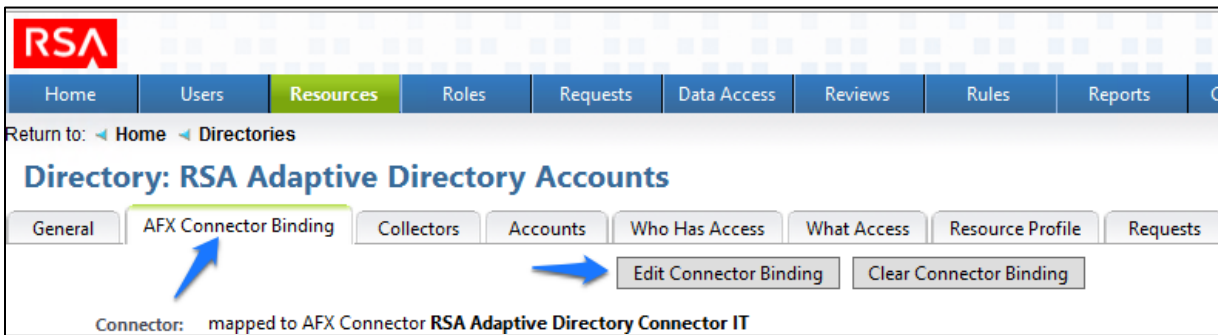 RSA
Home Users Resources Roles Requests Data Access Reviews Rules Reports
Return to: Home Directories
Directory: RSA Adaptive Directory Accounts
General AFX Connector Binding Collectors Accounts Who Has Access What Access Resource Profile Requests
Edit Connector Binding Clear Connector Binding
Connector: mapped to AFX Connector RSA Adaptive Directory Connector IT